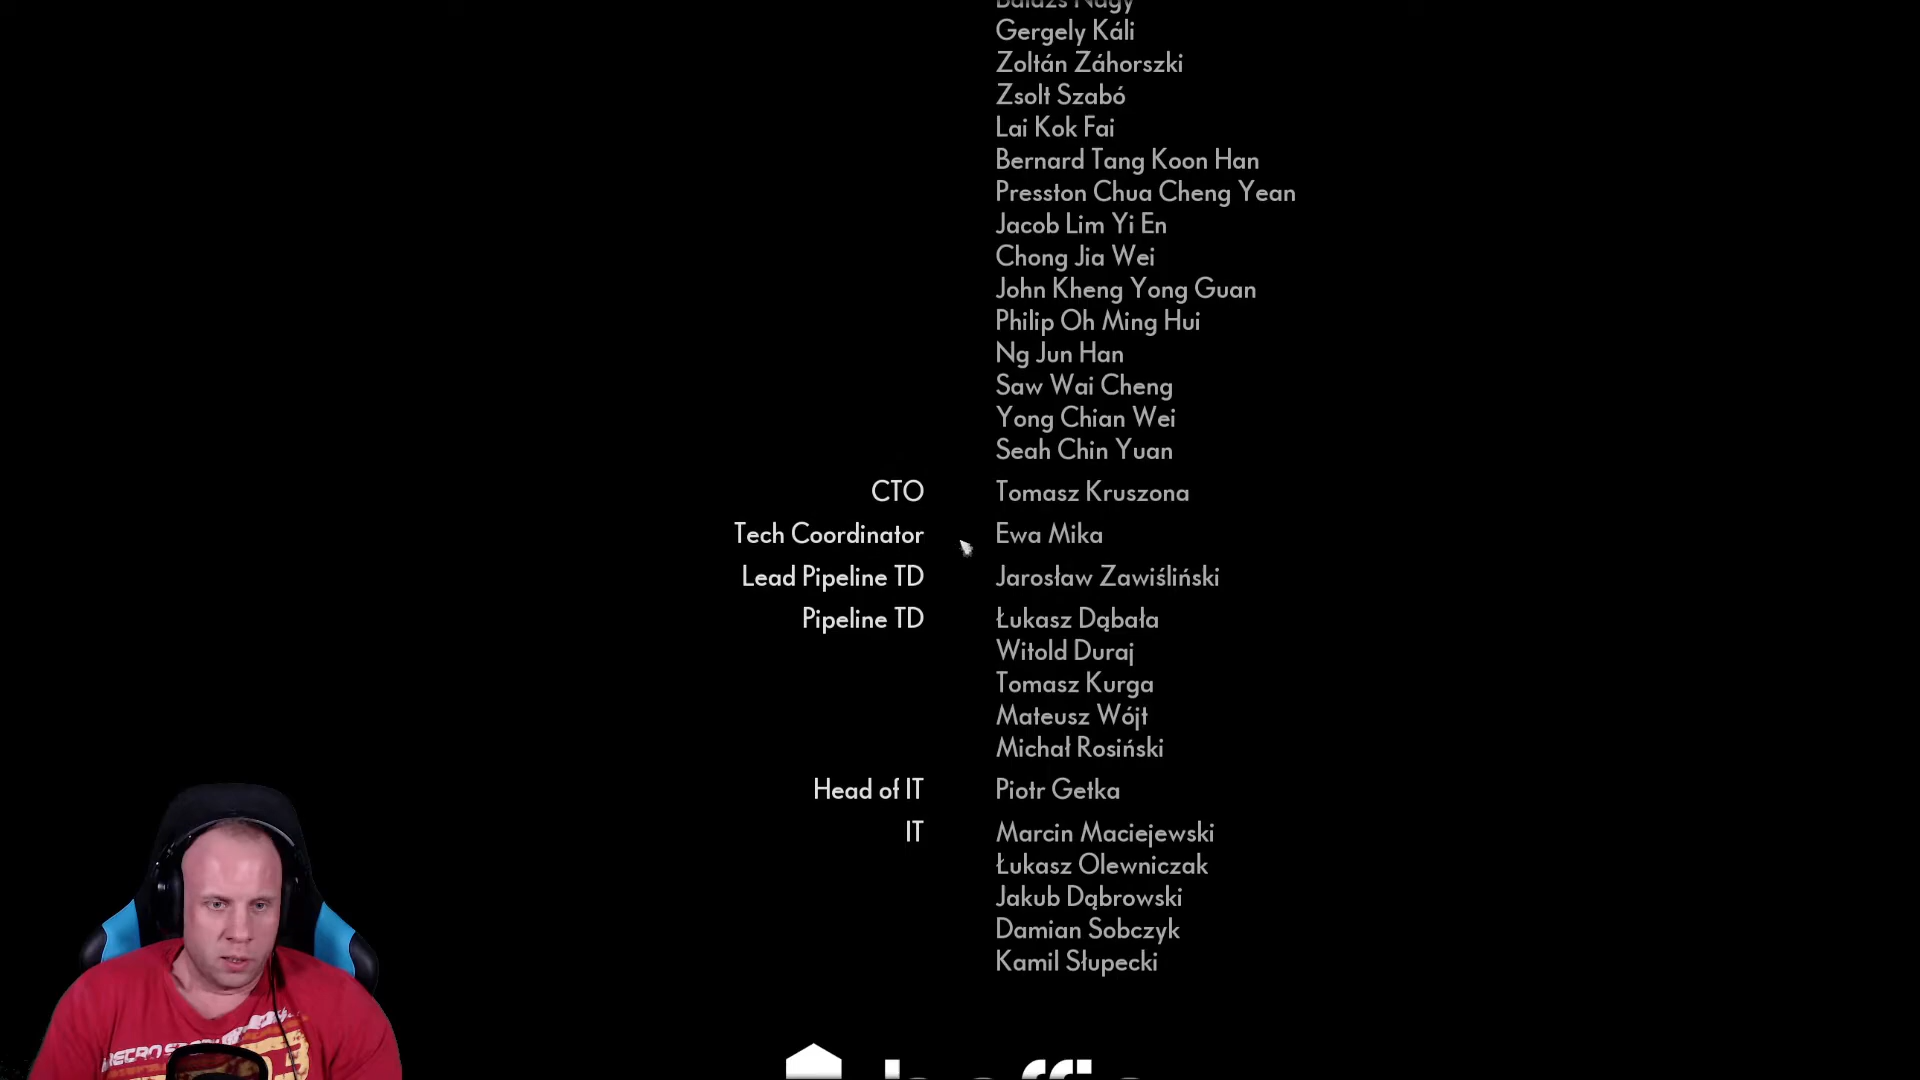 Balázs Nagy
Gergely Káli
Zoltán Záhorszki
Zsolt Szabó
Lai Kok Fai
Bernard Tang Koon Han
Presston Chua Cheng Yean
Jacob Lim Yi En
Chong Jia Wei
John Kheng Yong Guan
Philip Oh Ming Hui
Ng Jun Han
Saw Wai Cheng
Yong Chian Wei
Seah Chin Yuan
CTO Tomasz Kruszona
Tech Coordinator Ewa Mika
Lead Pipeline TD Jarosław Zawiśliński
Pipeline TD Łukasz Dąbała
Witold Duraj
Tomasz Kurga
Mateusz Wójt
Michał Rosiński
Head of IT Piotr Getka
IT Marcin Maciejewski
Łukasz Olewniczak
Jakub Dąbrowski
Damian Sobczyk
Kamil Słupecki
RETRO